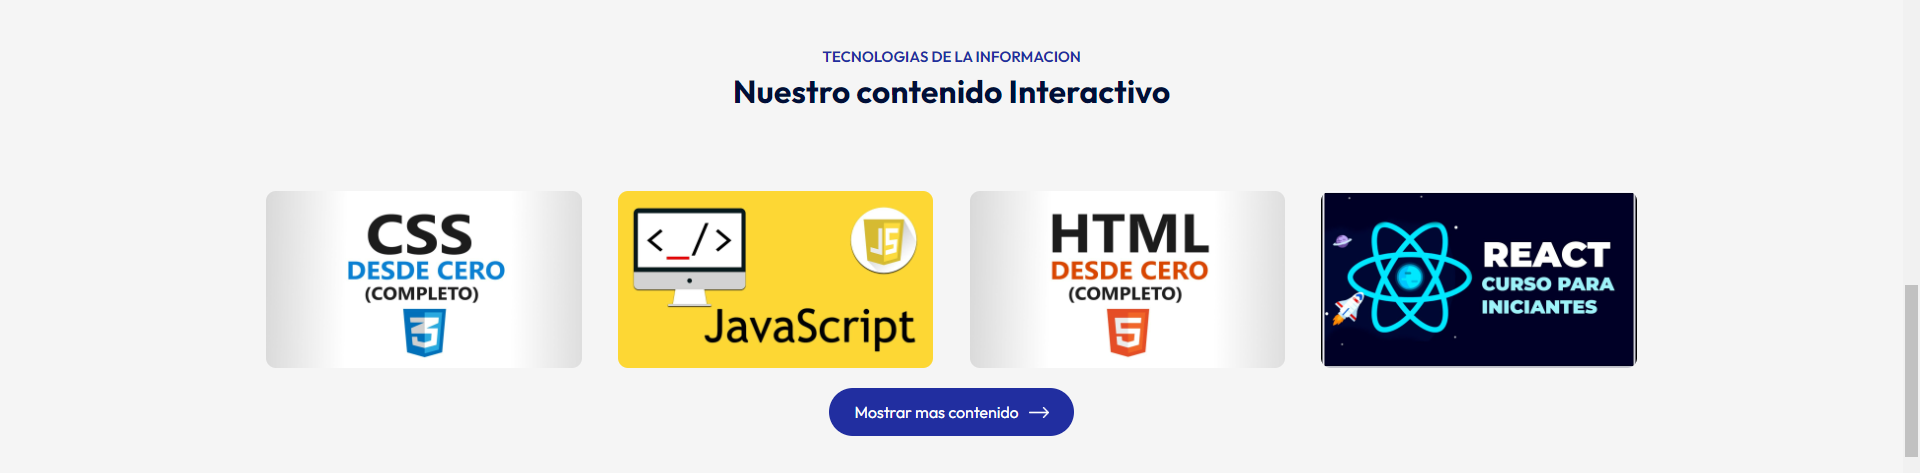 TECNOLOGIAS DE LA INFORMACION
Nuestro contenido Interactivo
CSS
DESDE CERO
(COMPLETO)
3
<_/>
JS
JavaScript
HTML
DESDE CERO
(COMPLETO)
5
REACT
CURSO PARA
INICIANTES
Mostrar mas contenido →